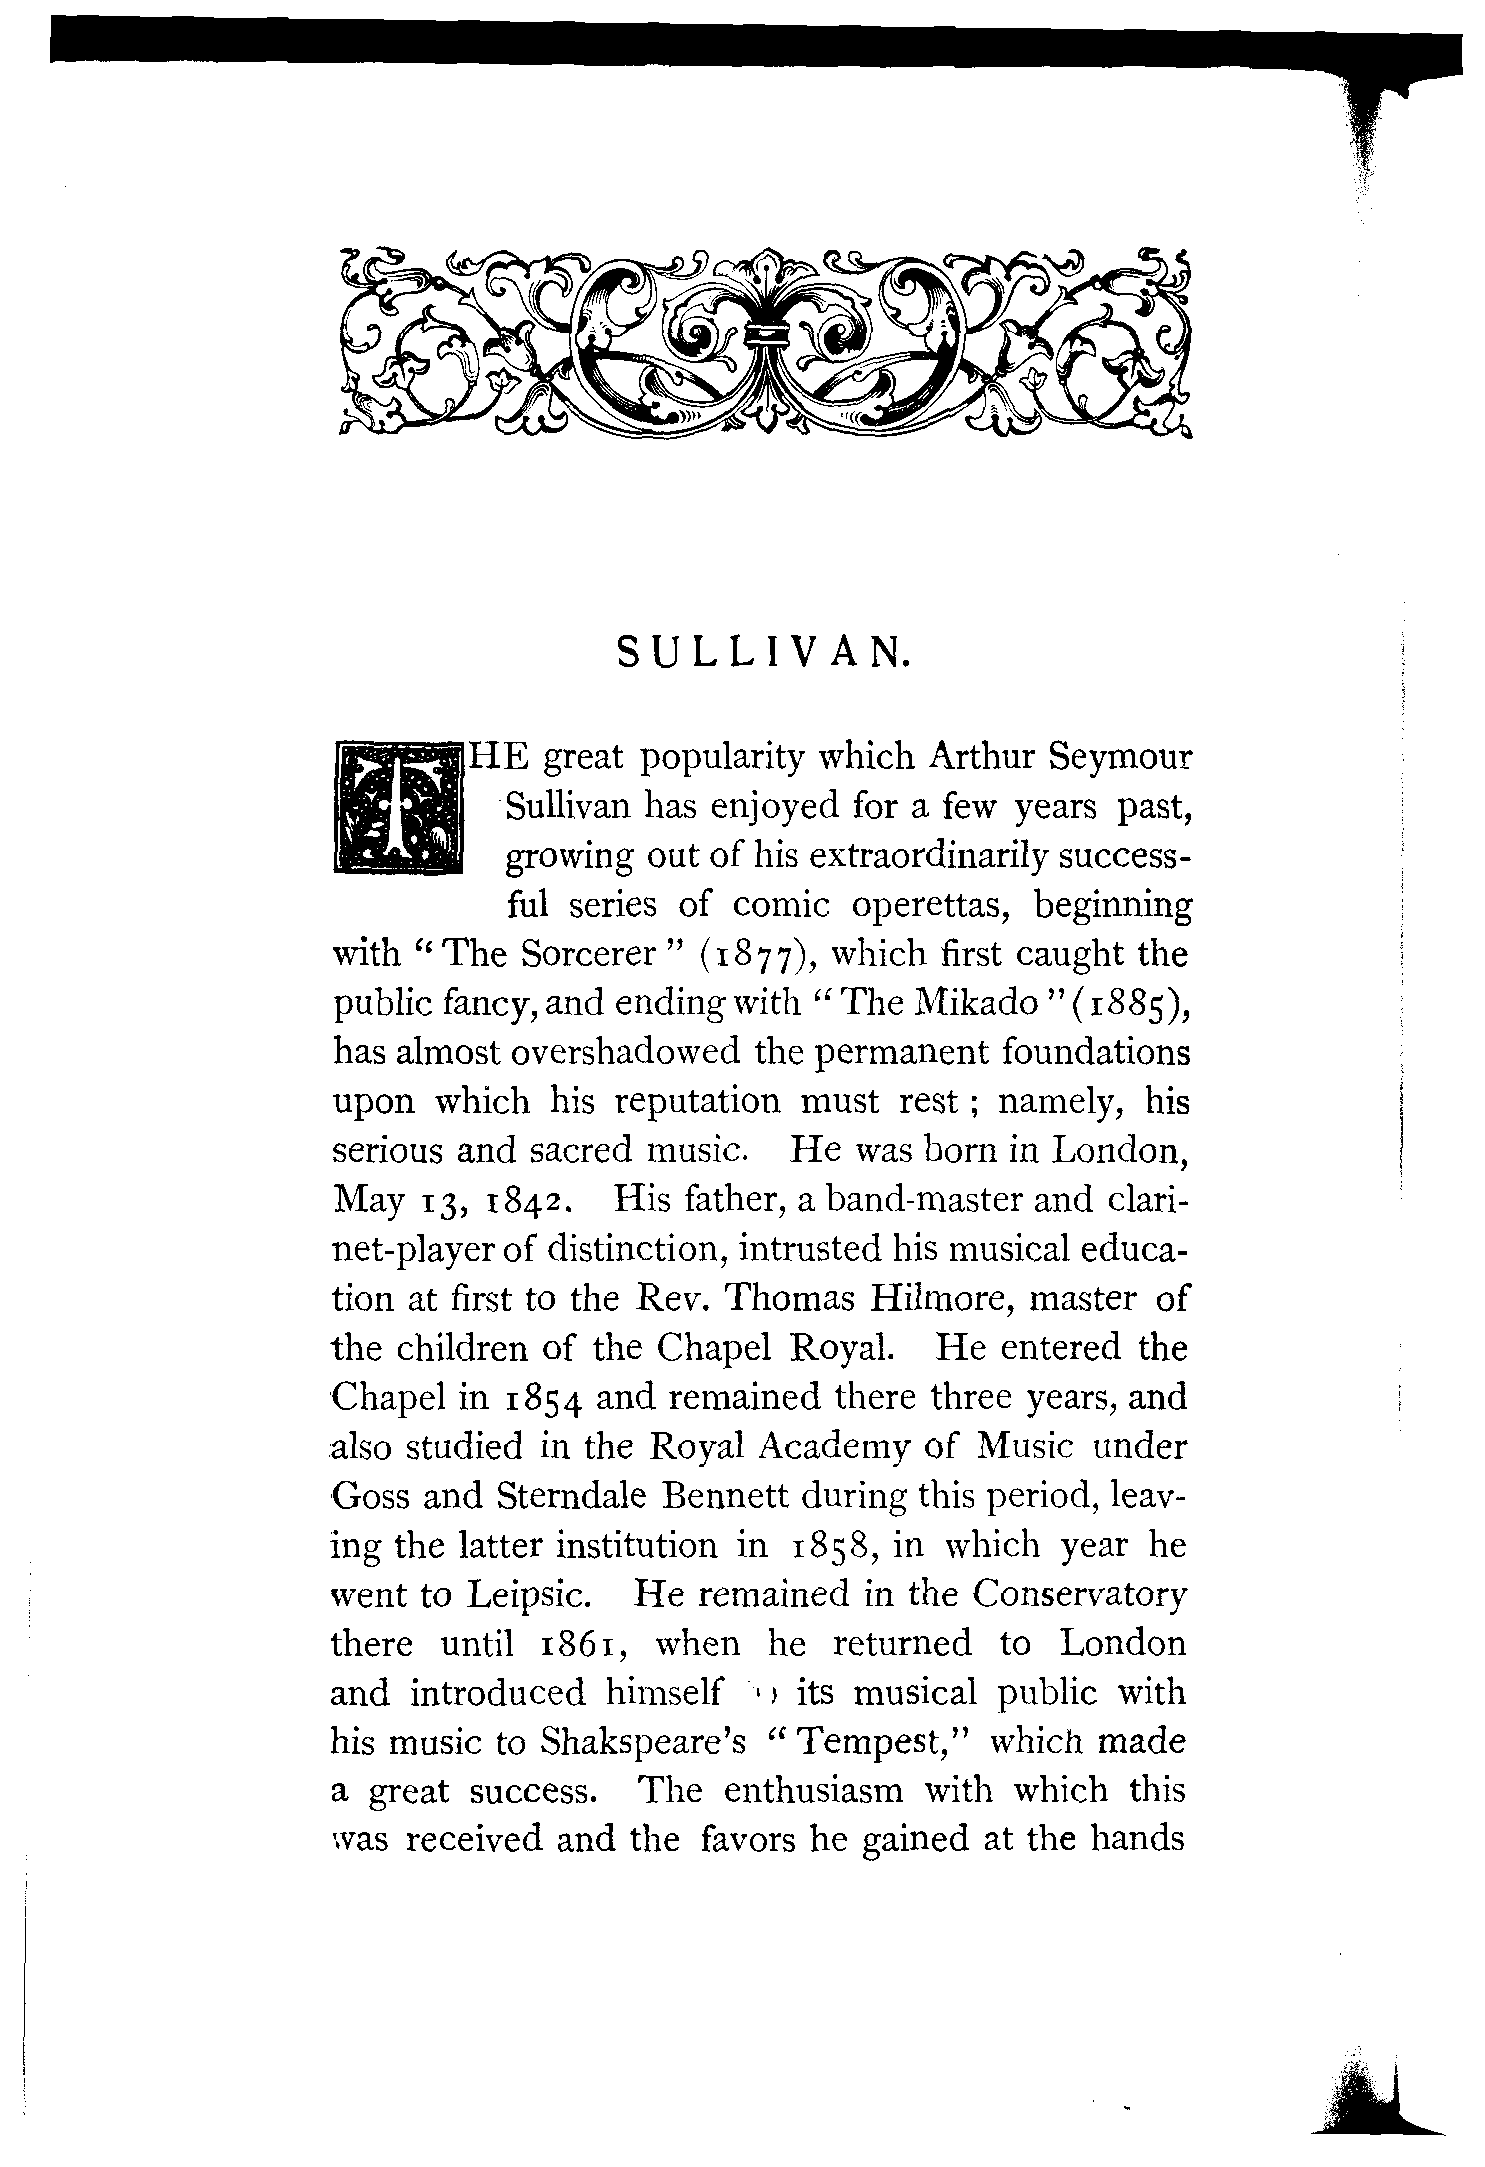 SULLIVAN.
THE great popularity which Arthur Seymour
Sullivan has enjoyed for a few years past,
growing out of his extraordinarily success-
ful series of comic operettas, beginning
with “The Sorcerer” (1877), which first caught the
public fancy, and ending with “The Mikado” (1885),
has almost overshadowed the permanent foundations
upon which his reputation must rest; namely, his
serious and sacred music. He was born in London,
May 13, 1842. His father, a band-master and clari-
net-player of distinction, intrusted his musical educa-
tion at first to the Rev. Thomas Hilmore, master of
the children of the Chapel Royal. He entered the
Chapel in 1854 and remained there three years, and
also studied in the Royal Academy of Music under
Goss and Sterndale Bennett during this period, leav-
ing the latter institution in 1858, in which year he
went to Leipsic. He remained in the Conservatory
there until 1861, when he returned to London
and introduced himself its musical public with
his music to Shakspeare's “Tempest,” which made
a great success. The enthusiasm with which this
was received and the favors he gained at the hands